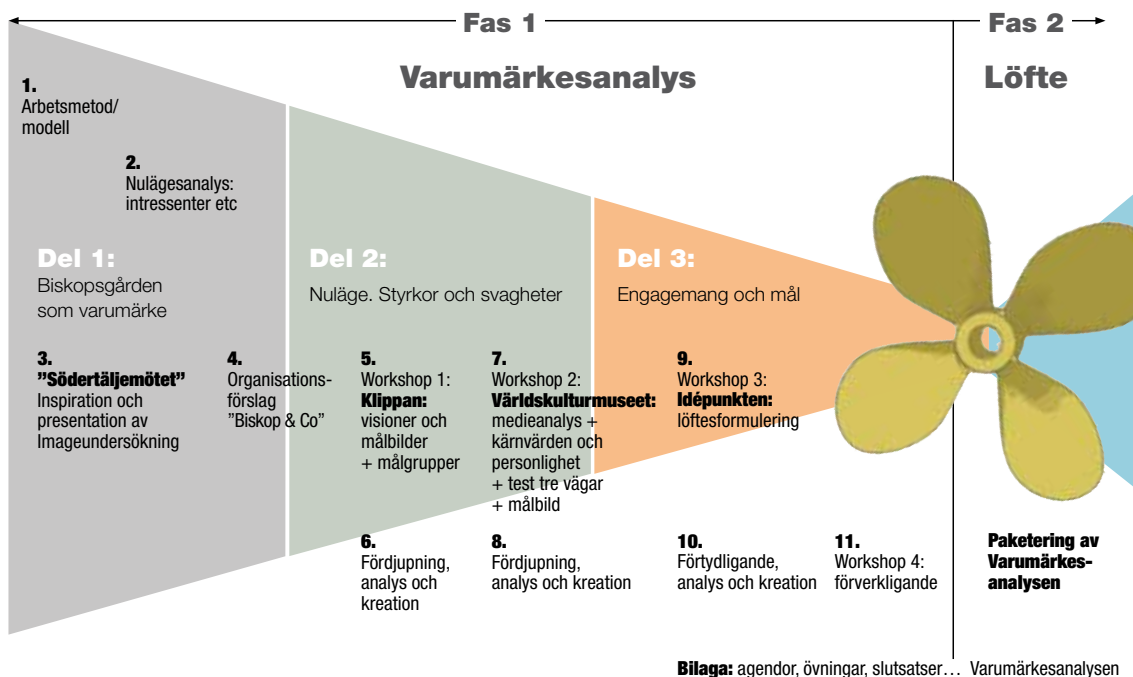 Fas 1
Fas 2
Varumärkesanalys
Löfte
1.
Arbetsmetod/
modell
2.
Nulägesanalys:
intressenter etc
Del 1:
Biskopsgården
som varumärke
Del 2:
Nuläge. Styrkor och svagheter
Del 3:
Engagemang och mål
3.
”Södertäljemötet”
Inspiration och
presentation av
Imageundersökning
4.
Organisations-
förslag
”Biskop & Co”
5.
Workshop 1:
Klippan:
visioner och
målbilder
+ målgrupper
7.
Workshop 2:
Världskulturmuseet:
medieanalys +
kärnvärden och
personlighet
+ test tre vägar
+ målbild
9.
Workshop 3:
Idépunkten:
löftesformulering
6.
Fördjupning,
analys och
kreation
8.
Fördjupning,
analys och kreation
10.
Förtydligande,
analys och kreation
11.
Workshop 4:
förverkligande
Paketering av
Varumärkes-
analysen
Bilaga: agendor, övningar, slutsatser… Varumärkesanalysen